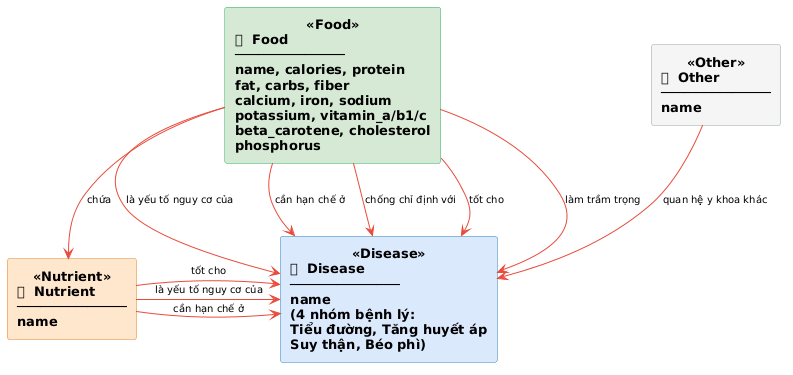 «Food»
Food
name, calories, protein
fat, carbs, fiber
calcium, iron, sodium
potassium, vitamin_a/b1/c
beta_carotene, cholesterol
phosphorus
«Other»
Other
name
chứa
là yếu tố nguy cơ của
cần hạn chế ở
chống chỉ định với
tốt cho
làm trầm trọng
quan hệ y khoa khác
«Nutrient»
Nutrient
name
tốt cho
là yếu tố nguy cơ của
cần hạn chế ở
«Disease»
Disease
name
(4 nhóm bệnh lý:
Tiểu đường, Tăng huyết áp
Suy thận, Béo phì)